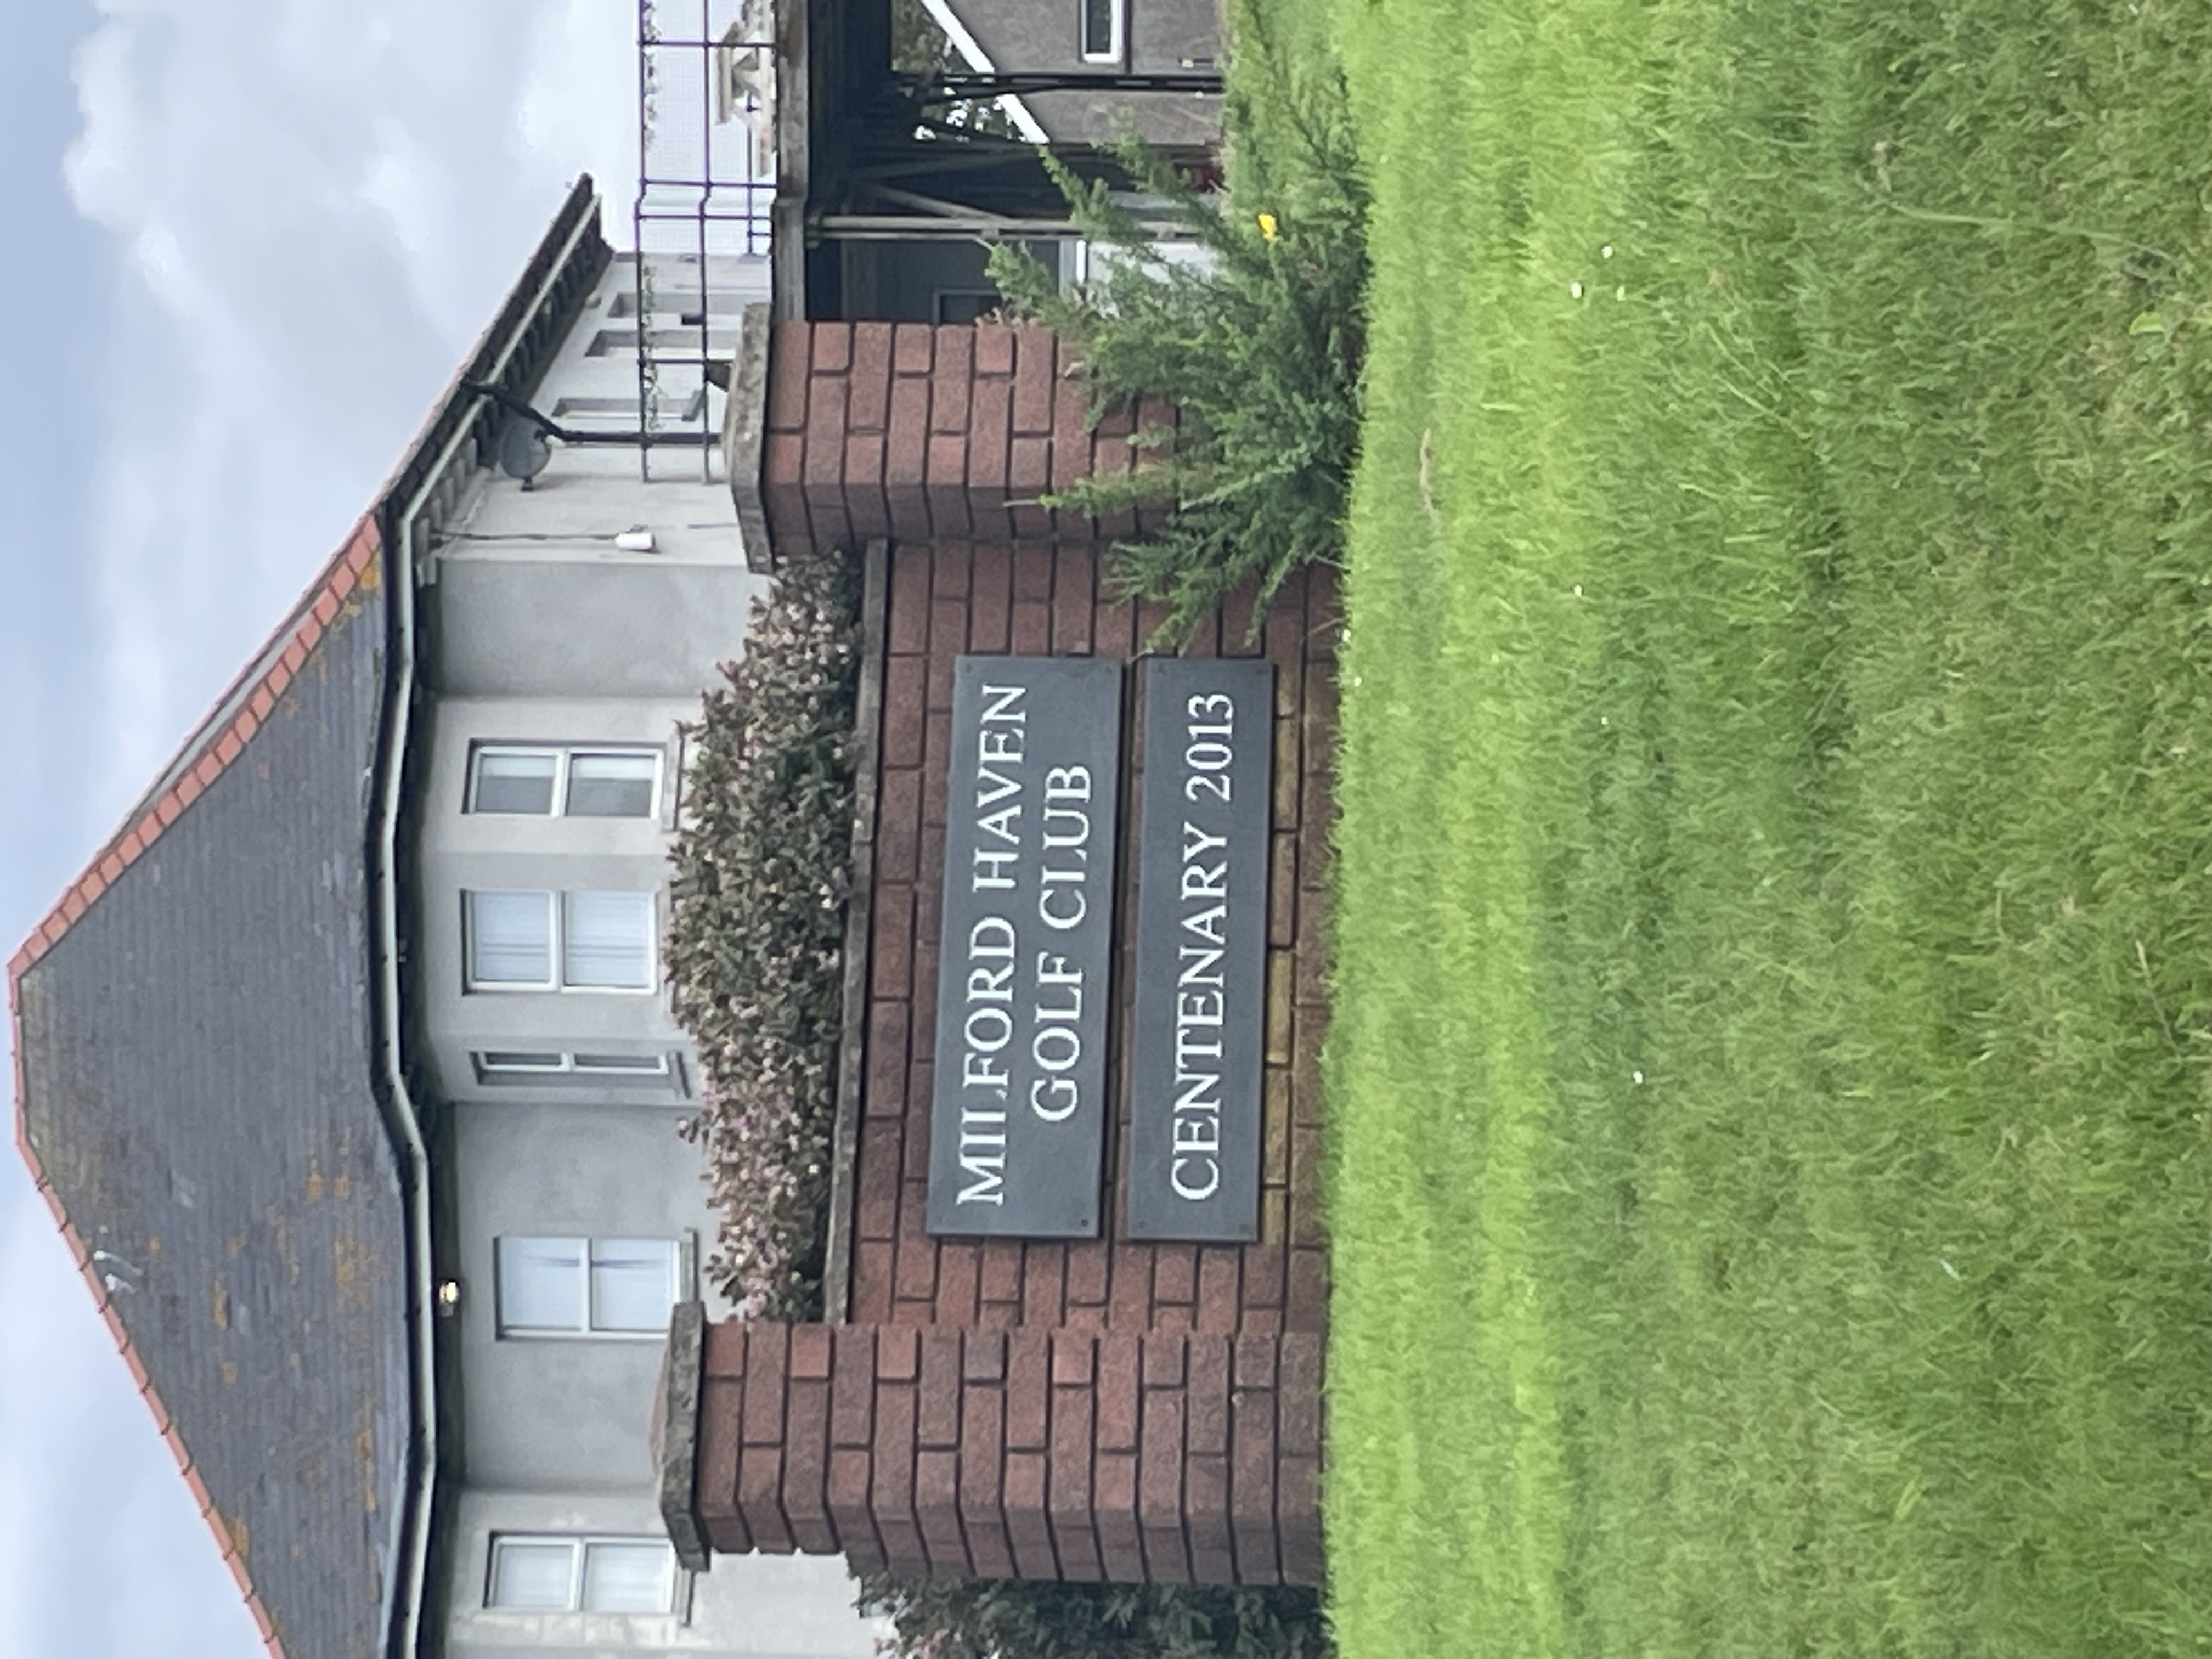 MILFORD HAVEN
GOLF CLUB
CENTENARY 2013